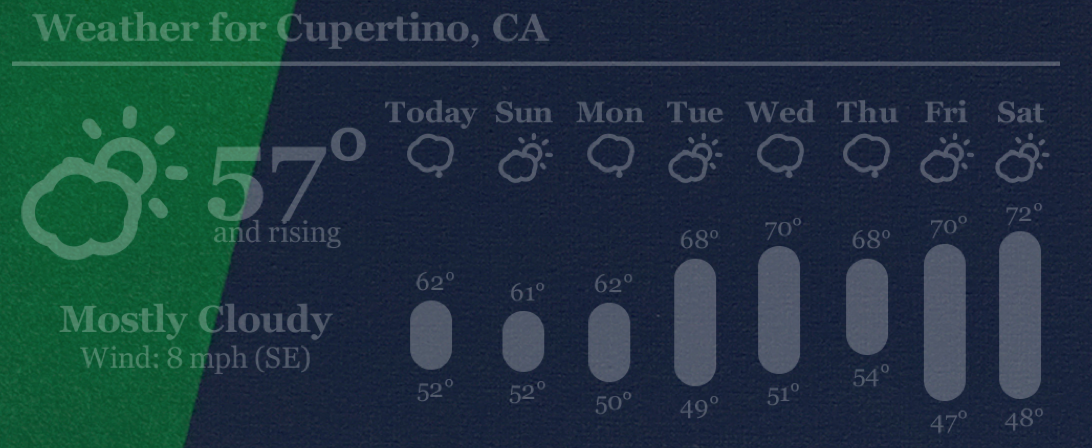 Weather for Cupertino, CA
57°
and rising
Mostly Cloudy
Wind: 8 mph (SE)
Today Sun Mon Tue Wed Thu Fri Sat
62° 61° 62° 68° 70° 68° 70° 72°
52° 52° 50° 49° 51° 54° 47° 48°